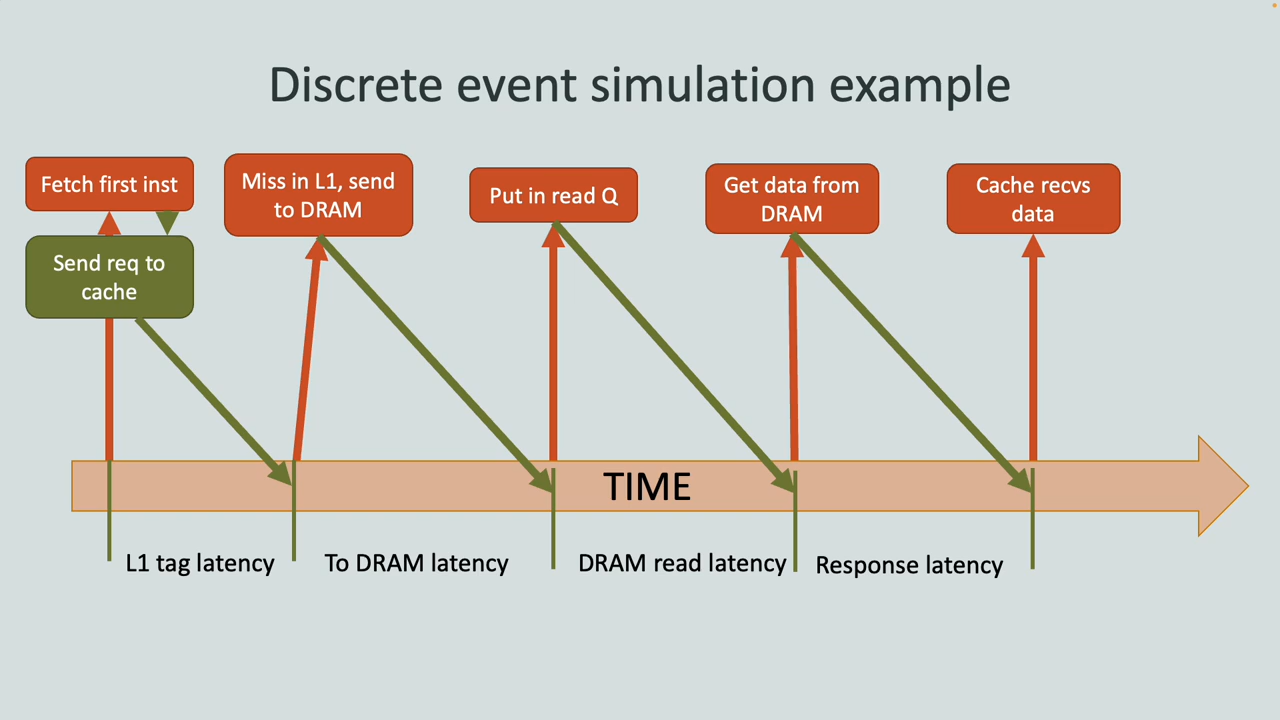 Discrete event simulation example
Fetch first inst
Send req to
cache
Miss in L1, send
to DRAM
Put in read Q
Get data from
DRAM
Cache recvs
data
TIME
L1 tag latency
To DRAM latency
DRAM read latency
Response latency